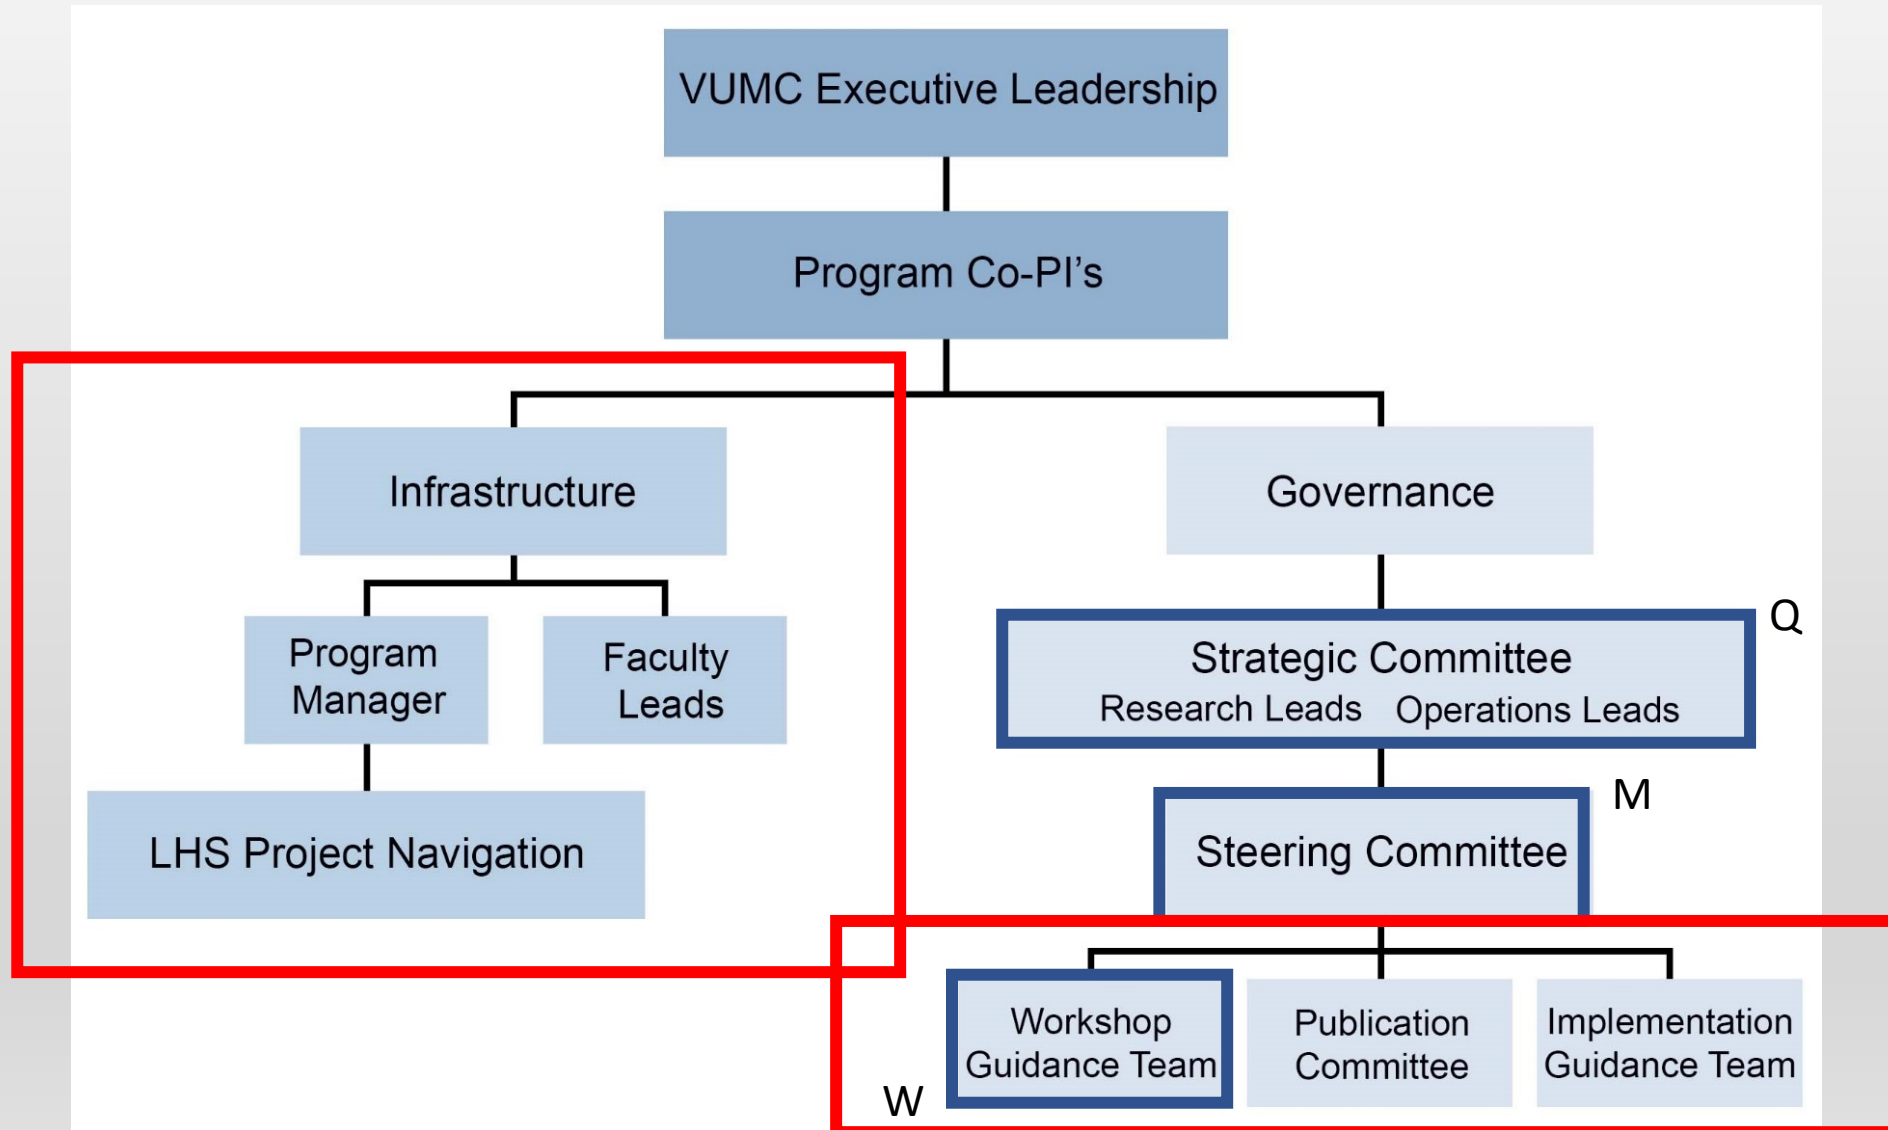 VUMC Executive Leadership
Program Co-PI's
Infrastructure
Governance
Program
Manager
Faculty
Leads
Q
Strategic Committee
Research Leads Operations Leads
M
LHS Project Navigation
Steering Committee
Workshop
Guidance Team
Publication
Committee
Implementation
Guidance Team
W